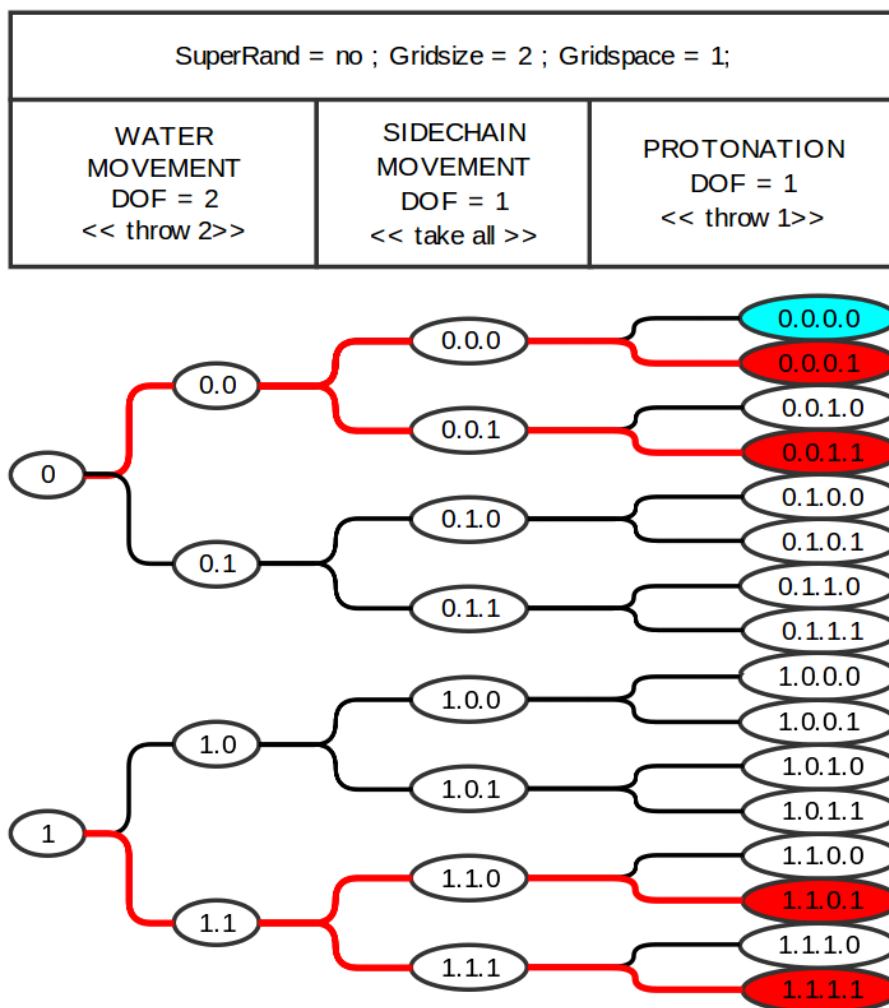 SuperRand = no ; Gridsize = 2 ; Gridspace = 1;
WATER
MOVEMENT
DOF = 2
<< throw 2>>
SIDECHAIN
MOVEMENT
DOF = 1
<< take all >>
PROTONATION
DOF = 1
<< throw 1>>
0
1
0.0
0.1
1.0
1.1
0.0.0
0.0.1
0.1.0
0.1.1
1.0.0
1.0.1
1.1.0
1.1.1
0.0.0.0
0.0.0.1
0.0.1.0
0.0.1.1
0.1.0.0
0.1.0.1
0.1.1.0
0.1.1.1
1.0.0.0
1.0.0.1
1.0.1.0
1.0.1.1
1.1.0.0
1.1.0.1
1.1.1.0
1.1.1.1